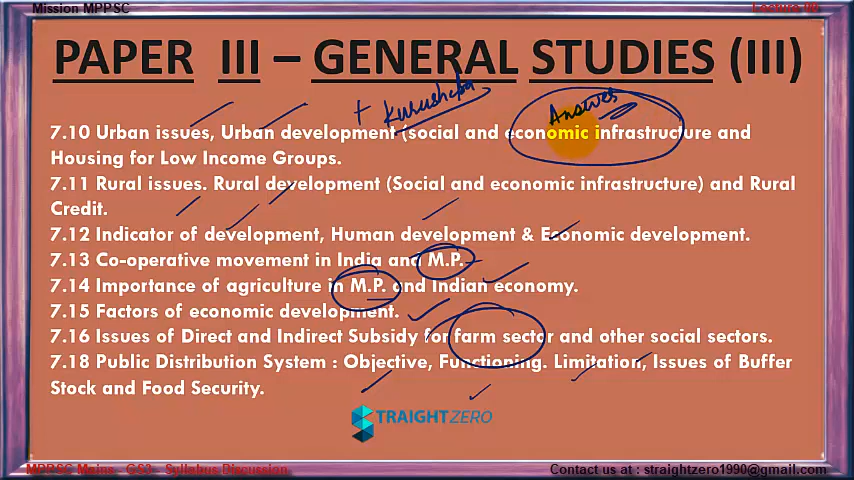 Mission MPPSC
PAPER III – GENERAL STUDIES (III)
+ Kurushetra
Answer
7.10 Urban issues, Urban development (social and economic infrastructure and
Housing for Low Income Groups.
7.11 Rural issues. Rural development (Social and economic infrastructure) and Rural
Credit.
7.12 Indicator of development, Human development & Economic development.
7.13 Co-operative movement in India and M.P.
7.14 Importance of agriculture in M.P. and Indian economy.
7.15 Factors of economic development.
7.16 Issues of Direct and Indirect Subsidy for farm sector and other social sectors.
7.18 Public Distribution System : Objective, Functioning. Limitation, Issues of Buffer
Stock and Food Security.
STRAIGHTZERO
MPPSC Mains - GS3 - Syllabus Discussion
Contact us at : straightzero1990@gmail.com